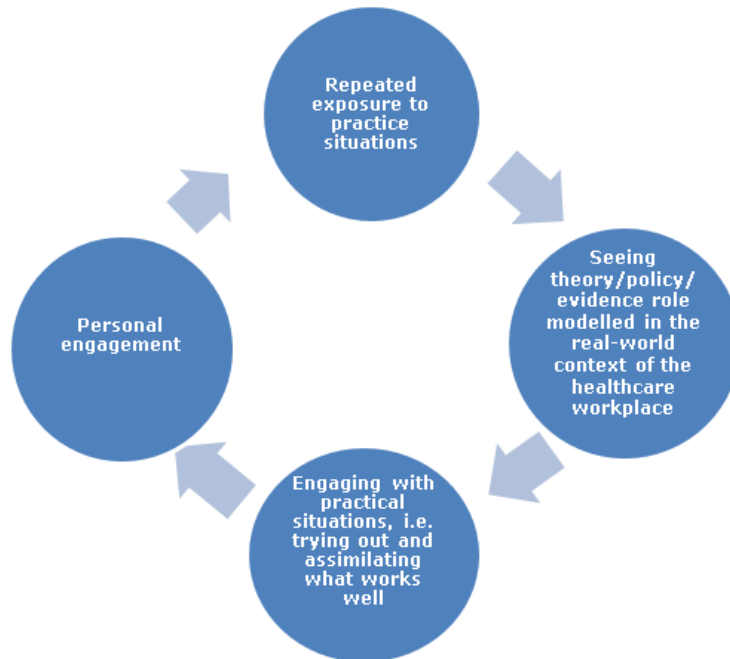 Repeated
exposure to
practice
situations
Seeing
theory/policy/
evidence role
modelled in the
real-world
context of the
healthcare
workplace
Engaging with
practical
situations, i.e.
trying out and
assimilating
what works
well
Personal
engagement